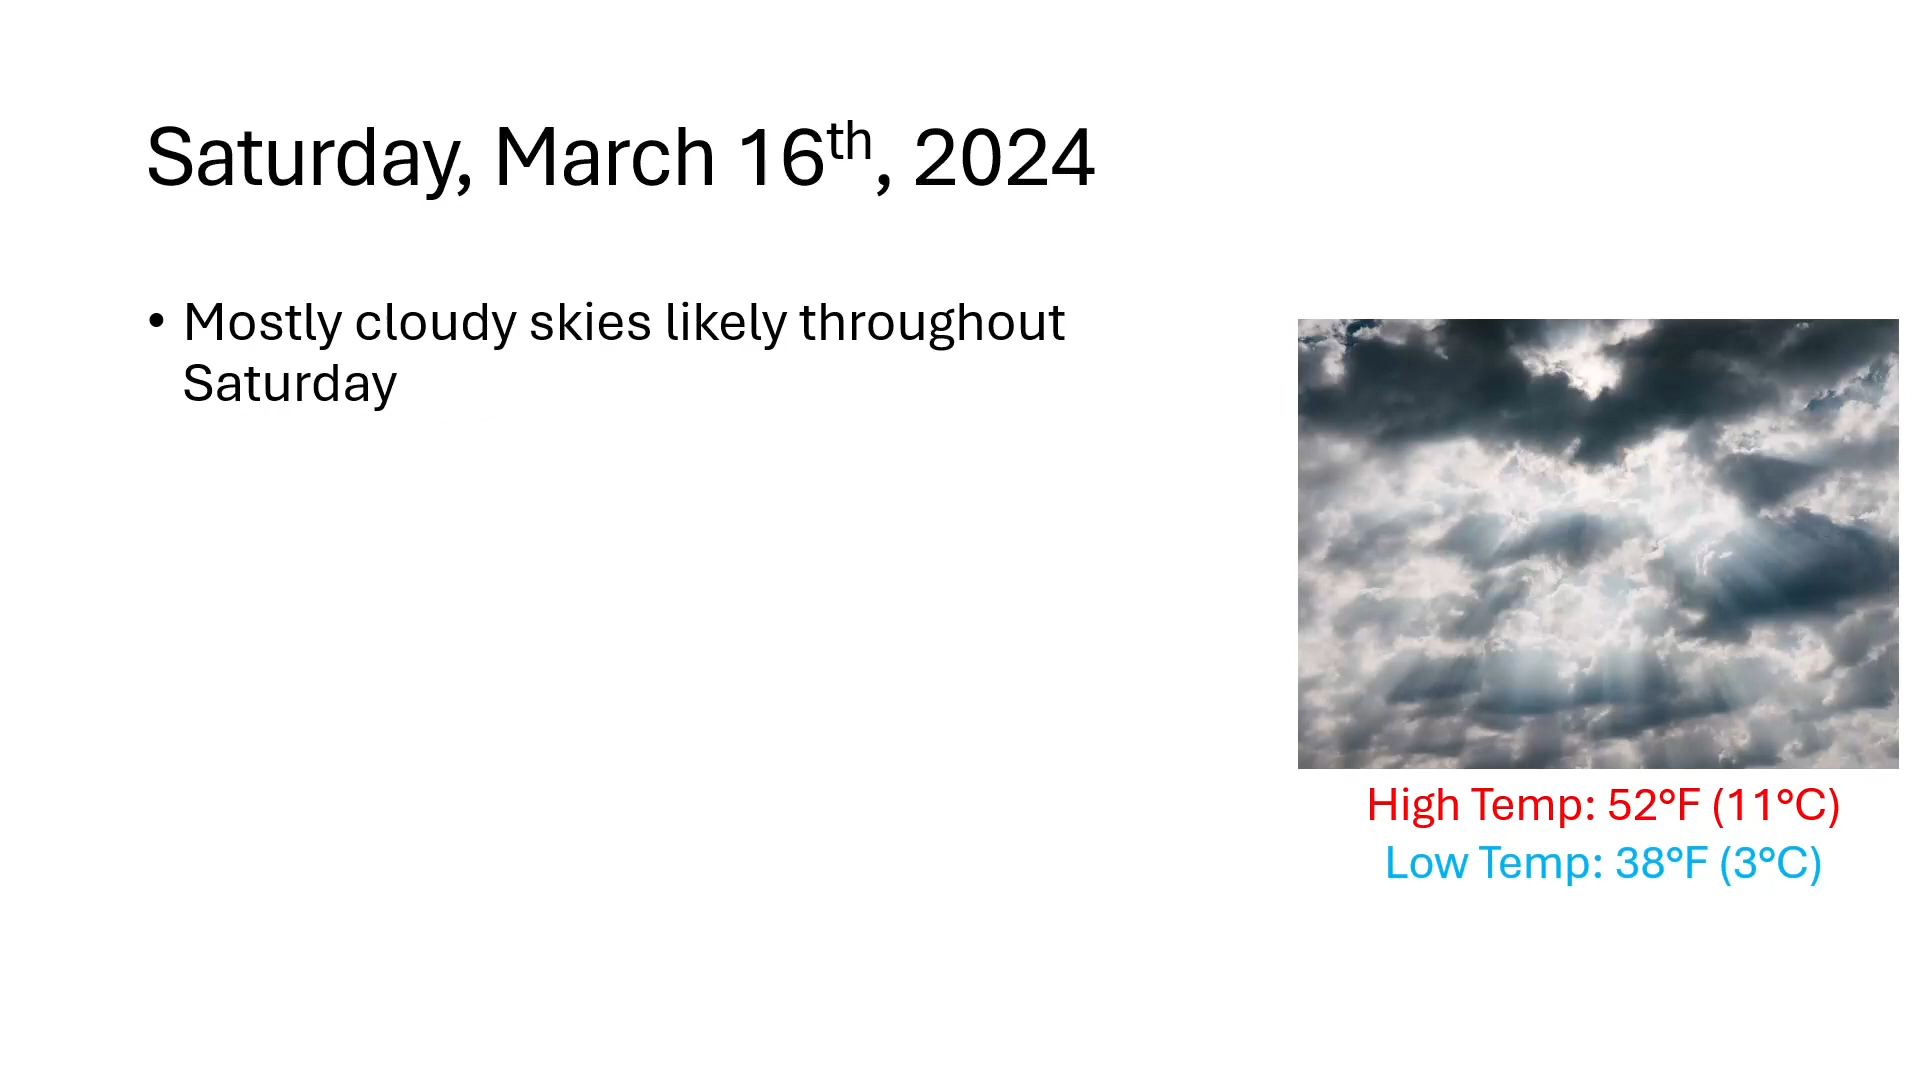 Saturday, March 16th, 2024
• Mostly cloudy skies likely throughout
Saturday
High Temp: 52°F (11°C)
Low Temp: 38°F (3°C)